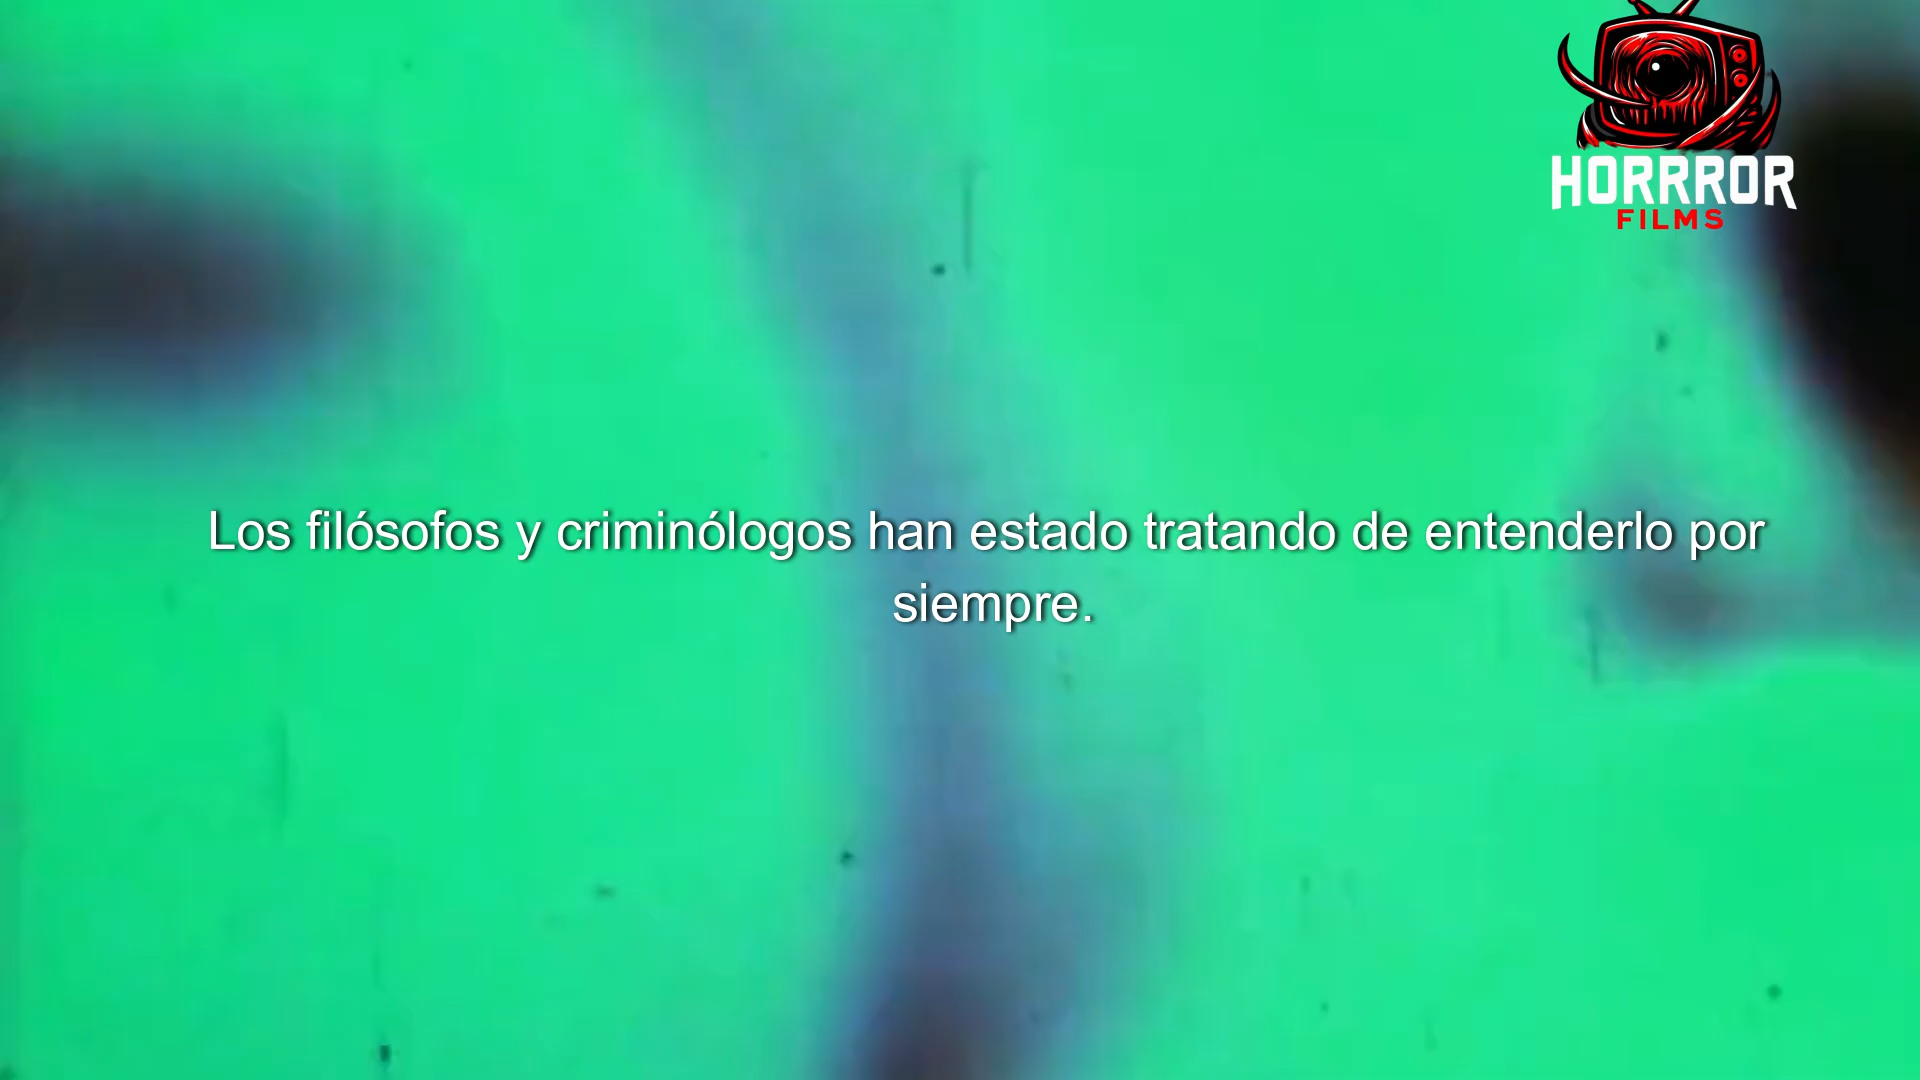 HORRROR
FILMS
Los filósofos y criminólogos han estado tratando de entenderlo por
siempre.